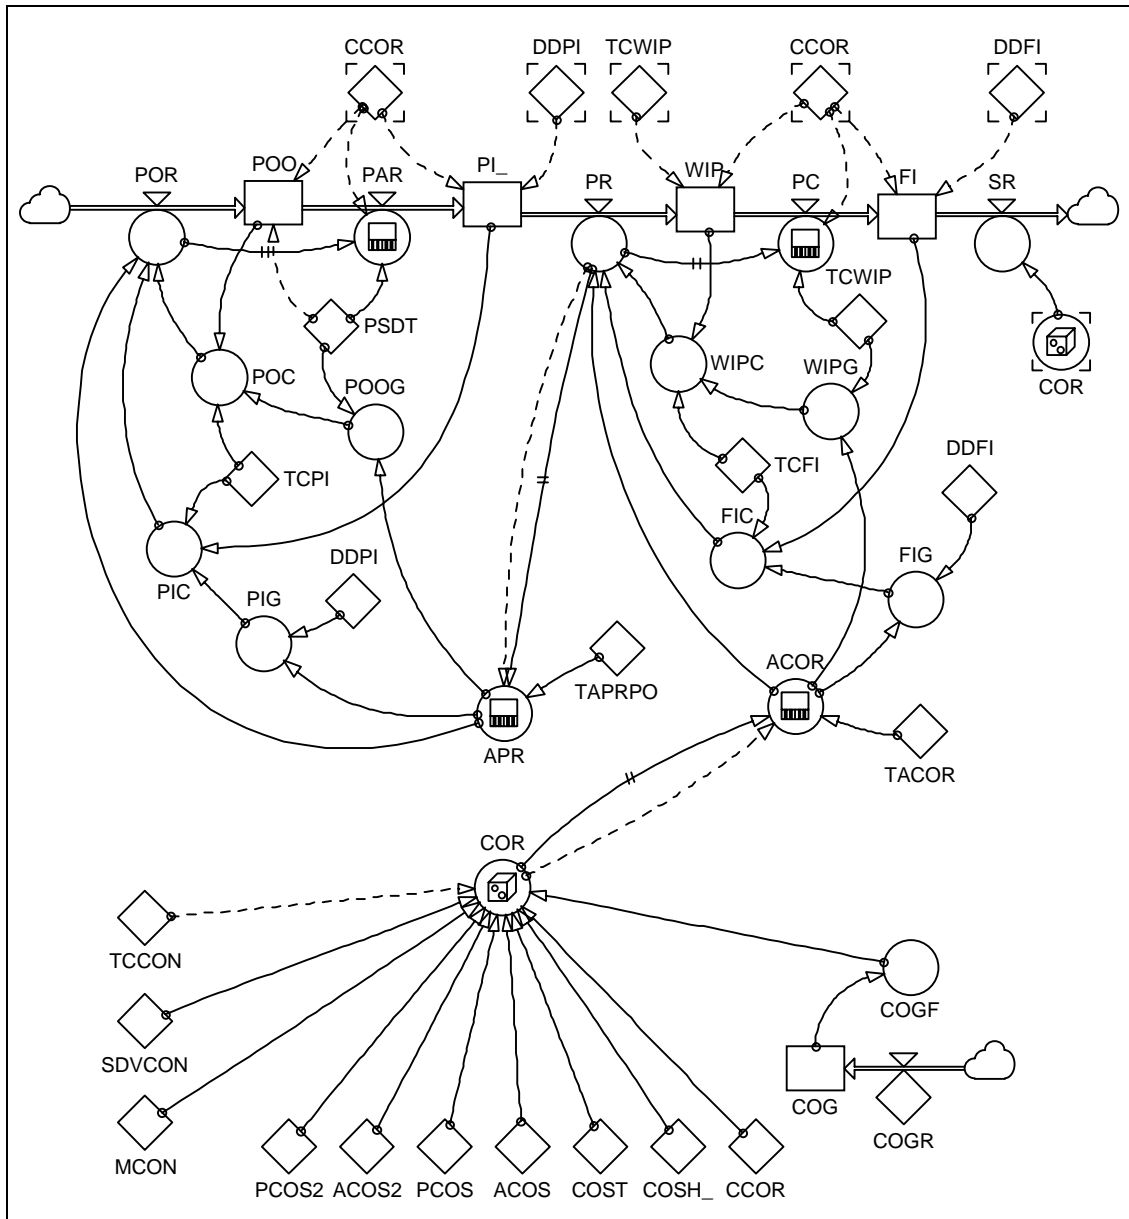 CCOR DDPI TCWIP CCOR DDFI
POR POO PAR PI_ PR WIP PC FI SR
TCWIP
PSDT
POC POOG WIPC WIPG COR
TCPI TCFI DDFI
PIC DDPI FIC FIG
PIG
TAPRPO ACOR
APR TACOR
COR
TCCON
COGF
SDVCON
COG
COGR
MCON
PCOS2 ACOS2 PCOS ACOS COST COSH_ CCOR